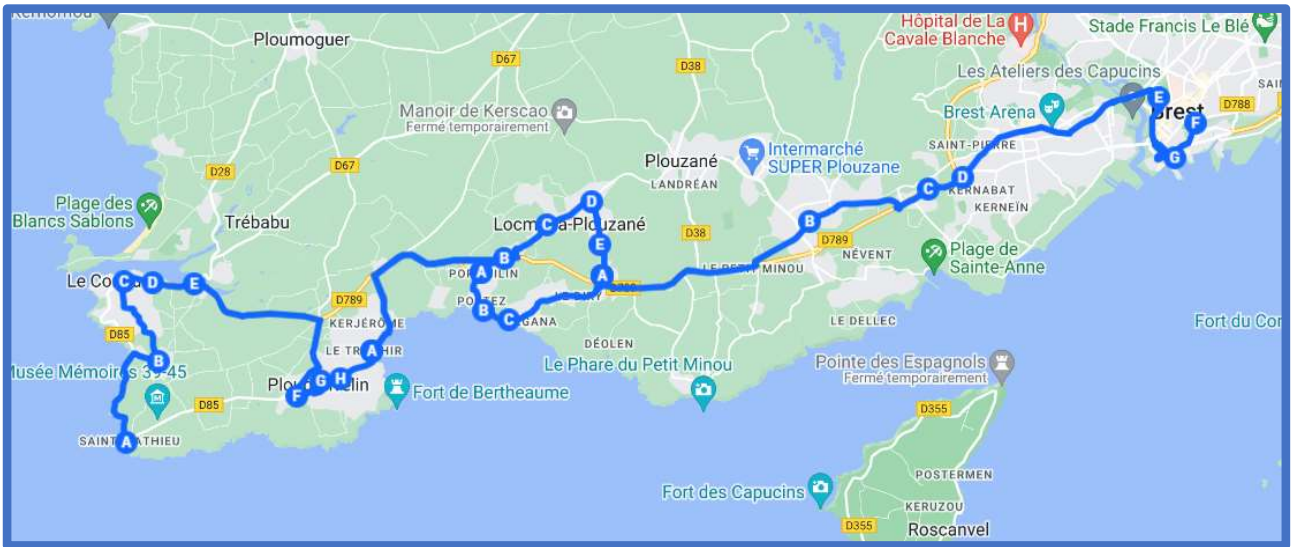 Ploumoguer
D67
D38
Hôpital de La
Cavale Blanche
H
Stade Francis Le Blé
Les Ateliers des Capucins
Brest Arena
E
Brest
D788
F
G
SAINT-PIERRE
Manoir de Kerscao
Fermé temporairement
Intermarché
SUPER Plouzane
Plouzané
LANDRÉAN
D67
D28
Plage des
Blancs Sablons
Trébabu
D
C
KERNABAT
KERNEÏN
D
C
B
E
A
B
A
D38
D789
NÉVENT
Plage de
Sainte-Anne
LE PETIT MINOU
Le
C
D
E
D789
KERJÉRÔME
B
C
DÉOLEN
LE DELLEC
Fort du
D85
B
A
Musée Mémoires 39-45
G
H
F
Fort de Bertheaume
Le Phare du Petit Minou
Pointe des Espagnols
Fermé temporairement
D85
D355
A
POSTERMEN
Fort des Capucins
KERUZOU
D355
Roscanvel